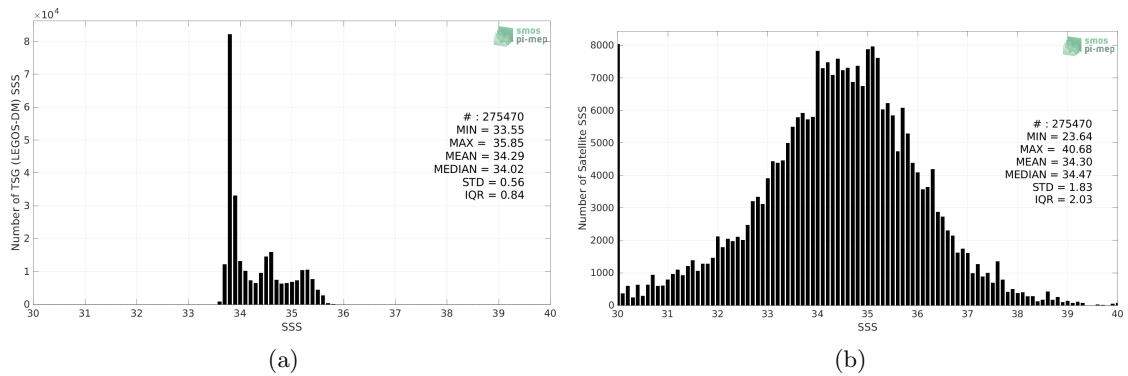 ×10⁴
8
7
6
5
4
3
2
1
0
Number of TSG (LEGOS-DM) SSS
smos
pi-mep
# : 275470
MIN = 33.55
MAX = 35.85
MEAN = 34.29
MEDIAN = 34.02
STD = 0.56
IQR = 0.84
30 31 32 33 34 35 36 37 38 39 40
SSS
(a)
8000
7000
6000
5000
4000
3000
2000
1000
0
Number of Satellite SSS
smos
pi-mep
# : 275470
MIN = 23.64
MAX = 40.68
MEAN = 34.30
MEDIAN = 34.47
STD = 1.83
IQR = 2.03
30 31 32 33 34 35 36 37 38 39 40
SSS
(b)